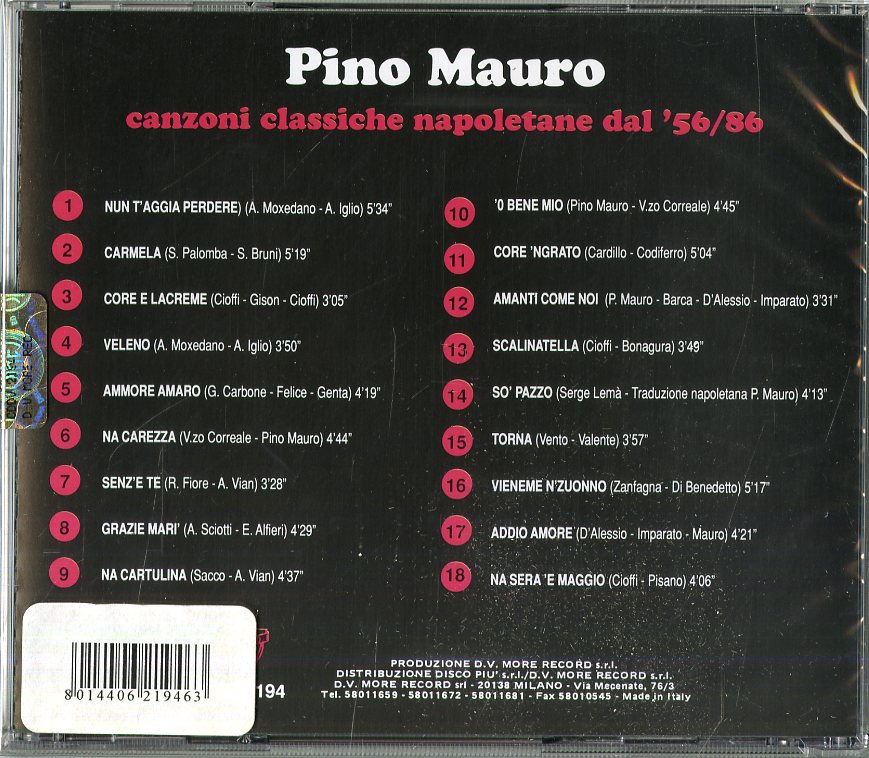 Pino Mauro
canzoni classiche napoletane dal '56/86
1 NUN T'AGGIA PERDERE) (A. Moxedano - A. Iglio) 5'34"
2 CARMELA (S. Palomba - S. Bruni) 5'19"
3 CORE E LACREME (Cioffi - Gison - Cioffi) 3'05"
4 VELENO (A. Moxedano - A. Iglio) 3'50"
5 AMMORE AMARO (G. Carbone - Felice - Genta) 4'19"
6 NA CAREZZA (V.zo Correale - Pino Mauro) 4'44"
7 SENZ'E TE (R. Fiore - A. Vian) 3'28"
8 GRAZIE MARI' (A. Sciotti - E. Alfieri) 4'29"
9 NA CARTULINA (Sacco - A. Vian) 4'37"
10 'O BENE MIO (Pino Mauro - V.zo Correale) 4'45"
11 CORE 'NGRATO (Cardillo - Codiferro) 5'04"
12 AMANTI COME NOI (P. Mauro - Barca - D'Alessio - Imparato) 3'31"
13 SCALINATELLA (Cioffi - Bonagura) 3'49"
14 SO' PAZZO (Serge Lemà - Traduzione napoletana P. Mauro) 4'13"
15 TORNA (Vento - Valente) 3'57"
16 VIENEME N'ZUONNO (Zanfagna - Di Benedetto) 5'17"
17 ADDIO AMORE (D'Alessio - Imparato - Mauro) 4'21"
18 NA SERA 'E MAGGIO (Cioffi - Pisano) 4'06"
8014406219463
194
PRODUZIONE D.V. MORE RECORD s.r.l.
DISTRIBUZIONE DISCO PIU' s.r.l./D.V. MORE RECORD s.r.l.
D.V. MORE RECORD srl - 20138 MILANO - Via Mecenate, 76/3
Tel. 58011659 - 58011672 - 58011681 - Fax 58010545 - Made in Italy